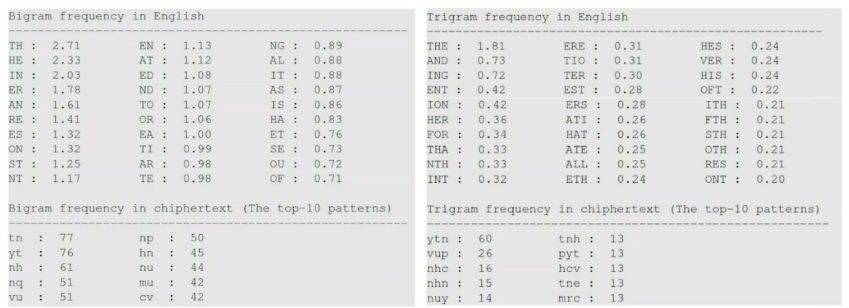 Bigram frequency in English
TH : 2.71 EN : 1.13 NG : 0.89
HE : 2.33 AT : 1.12 AL : 0.88
IN : 2.03 ED : 1.08 IT : 0.88
ER : 1.78 ND : 1.07 AS : 0.87
AN : 1.61 TO : 1.07 IS : 0.86
RE : 1.41 OR : 1.06 HA : 0.83
ES : 1.32 EA : 1.00 ET : 0.76
ON : 1.32 TI : 0.99 SE : 0.73
ST : 1.25 AR : 0.98 OU : 0.72
NT : 1.17 TE : 0.98 OF : 0.71
Bigram frequency in chiphertext (The top-10 patterns)
tn : 77 np : 50
yt : 76 hn : 45
nh : 61 nu : 44
nq : 51 mu : 42
vu : 51 cv : 42
Trigram frequency in English
THE : 1.81 ERE : 0.31 HES : 0.24
AND : 0.73 TIO : 0.31 VER : 0.24
ING : 0.72 TER : 0.30 HIS : 0.24
ENT : 0.42 EST : 0.28 OFT : 0.22
ION : 0.42 ERS : 0.28 ITH : 0.21
HER : 0.36 ATI : 0.26 FTH : 0.21
FOR : 0.34 HAT : 0.26 STH : 0.21
THA : 0.33 ATE : 0.25 OTH : 0.21
NTH : 0.33 ALL : 0.25 RES : 0.21
INT : 0.32 ETH : 0.24 ONT : 0.20
Trigram frequency in chiphertext (The top-10 patterns)
ytn : 60 tnh : 13
vup : 26 pyt : 13
nhc : 16 hcv : 13
nhn : 15 tne : 13
nuy : 14 mrc : 13